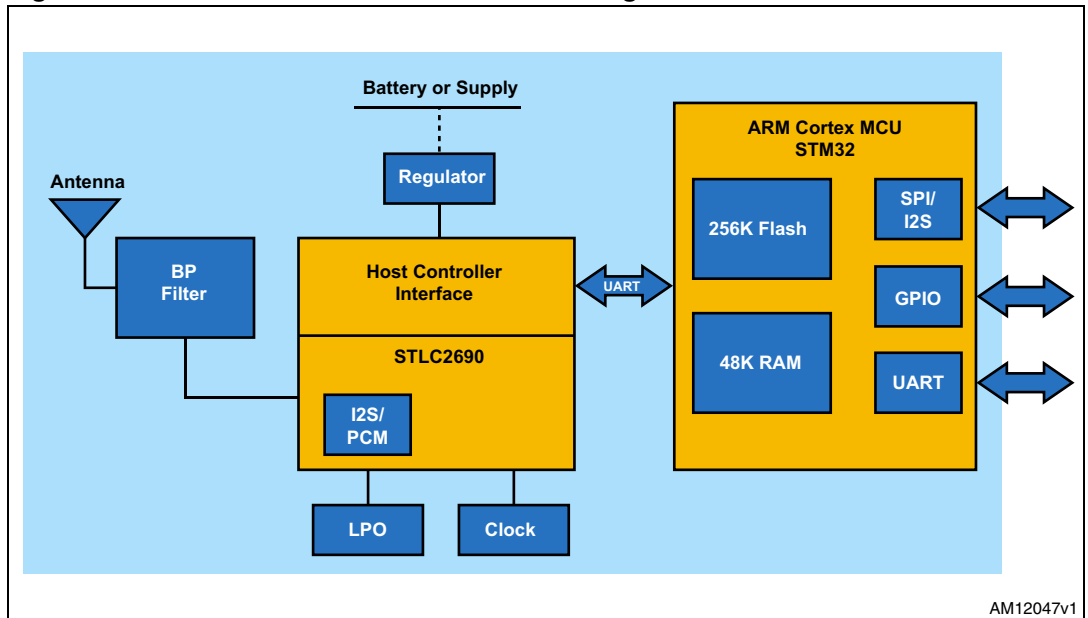 Battery or Supply
Regulator
Antenna
BP
Filter
Host Controller
Interface
STLC2690
I2S/
PCM
LPO
Clock
UART
ARM Cortex MCU
STM32
256K Flash
48K RAM
SPI/
I2S
GPIO
UART
AM12047v1